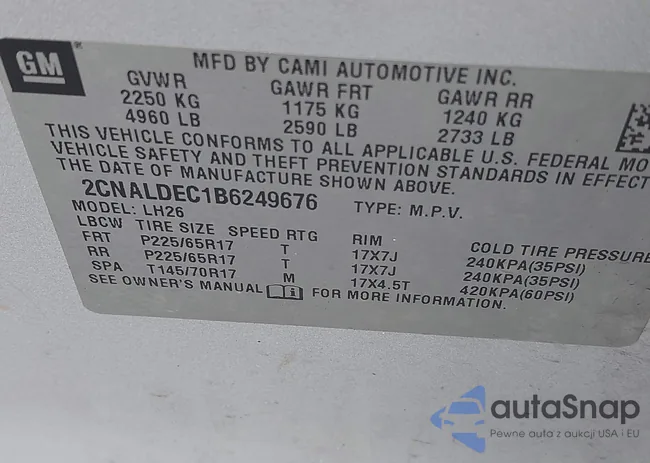 GM
MFD BY CAMI AUTOMOTIVE INC.
GVWR GAWR FRT GAWR RR
2250 KG 1175 KG 1240 KG
4960 LB 2590 LB 2733 LB
THIS VEHICLE CONFORMS TO ALL APPLICABLE U.S. FEDERAL
VEHICLE SAFETY AND THEFT PREVENTION STANDARDS IN EFFECT
THE DATE OF MANUFACTURE SHOWN ABOVE.
2CNALDEC1B6249676 TYPE: M.P.V.
MODEL: LH26
LBCW TIRE SIZE SPEED RTG RIM COLD TIRE PRESSURE
FRT P225/65R17 T 17X7J 240KPA(35PSI)
RR P225/65R17 T 17X7J 240KPA(35PSI)
SPA T145/70R17 M 17X4.5T 420KPA(60PSI)
SEE OWNER'S MANUAL FOR MORE INFORMATION.
autaSnap
Pewne auta z aukcji USA i EU